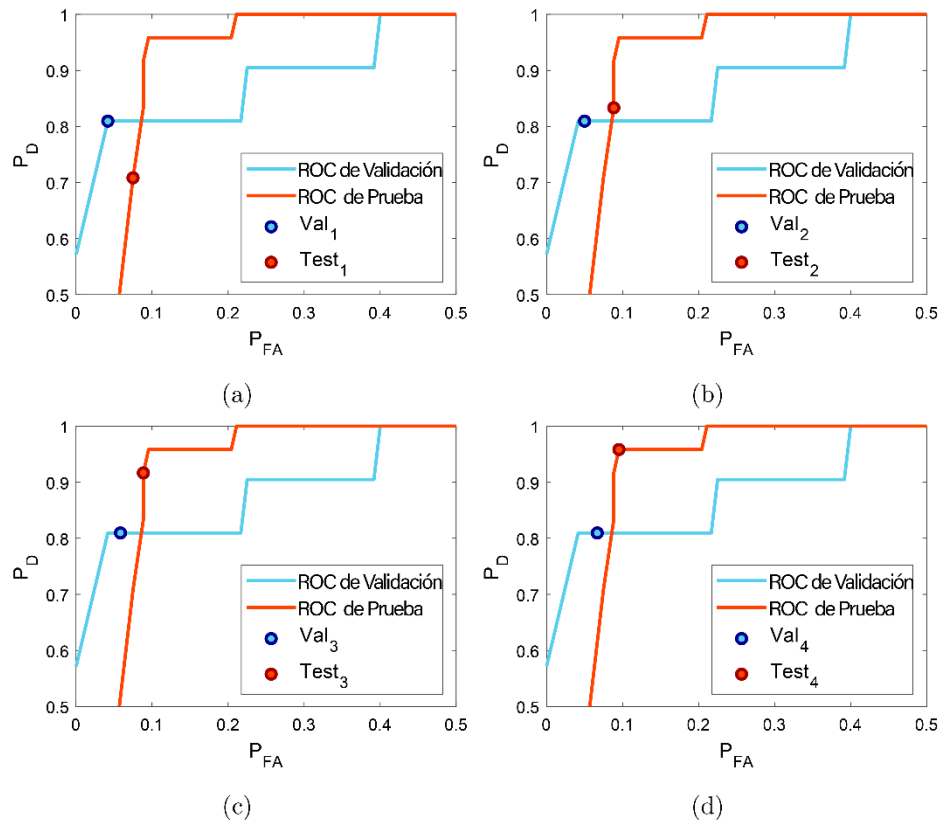 1
0.9
0.8
0.7
0.6
0.5
P_D
0 0.1 0.2 0.3 0.4 0.5
P_FA
ROC de Validación
ROC de Prueba
Val_1
Test_1
(a)
1
0.9
0.8
0.7
0.6
0.5
P_D
0 0.1 0.2 0.3 0.4 0.5
P_FA
ROC de Validación
ROC de Prueba
Val_2
Test_2
(b)
1
0.9
0.8
0.7
0.6
0.5
P_D
0 0.1 0.2 0.3 0.4 0.5
P_FA
ROC de Validación
ROC de Prueba
Val_3
Test_3
(c)
1
0.9
0.8
0.7
0.6
0.5
P_D
0 0.1 0.2 0.3 0.4 0.5
P_FA
ROC de Validación
ROC de Prueba
Val_4
Test_4
(d)